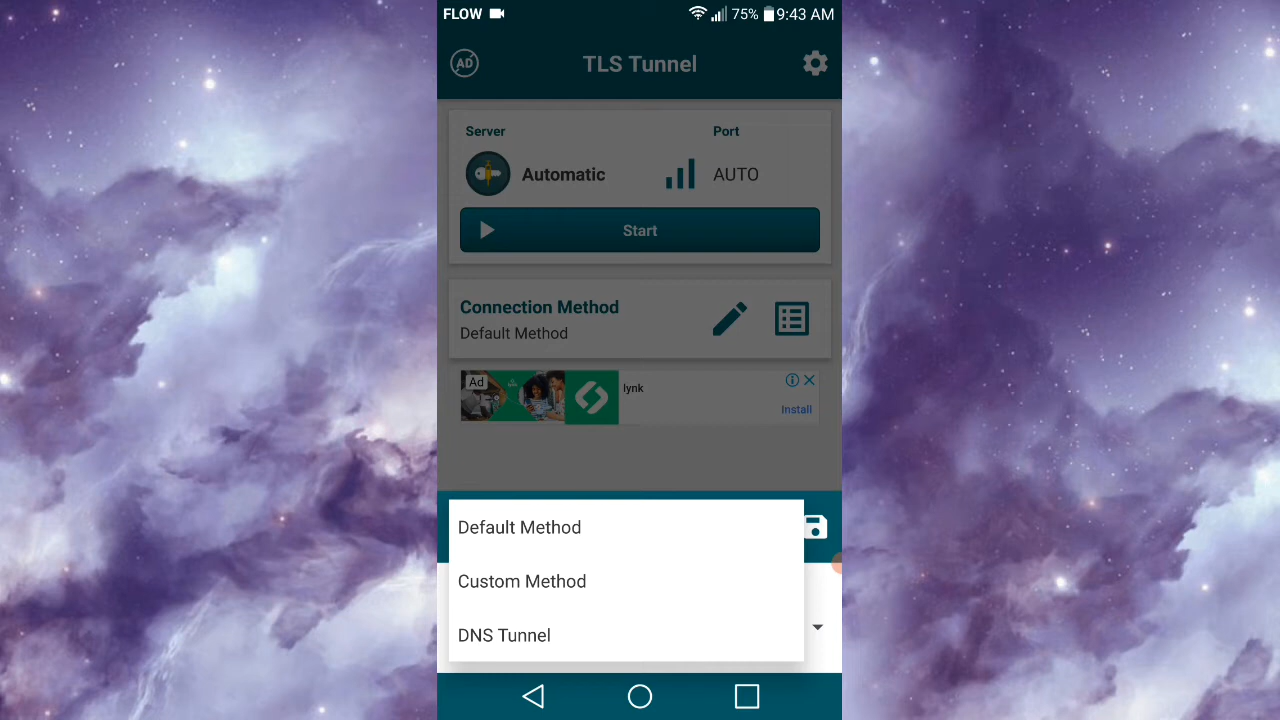 FLOW 75% 9:43 AM
AD TLS Tunnel
Server Port
Automatic AUTO
Start
Connection Method
Default Method
Ad lynk
Install
Default Method
Custom Method
DNS Tunnel